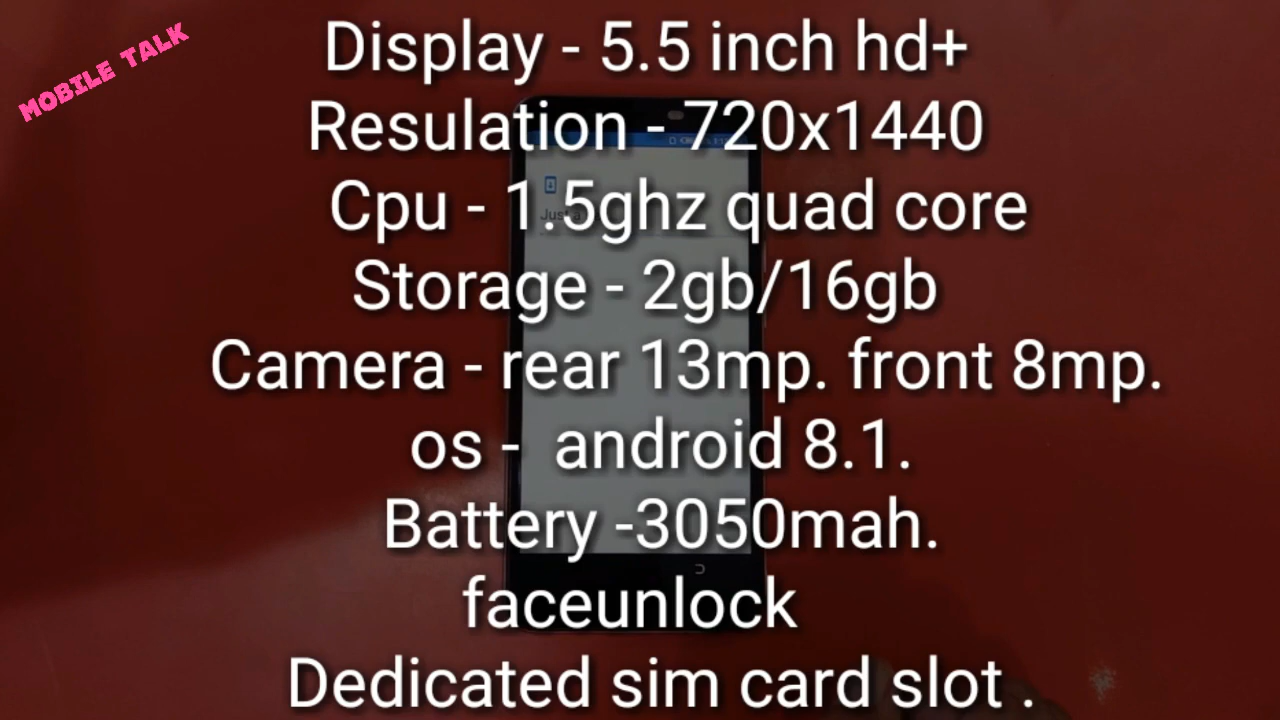 MOBILE TALK
Display - 5.5 inch hd+
Resulation - 720x1440
Cpu - 1.5ghz quad core
Storage - 2gb/16gb
Camera - rear 13mp. front 8mp.
os - android 8.1.
Battery -3050mah.
faceunlock
Dedicated sim card slot .